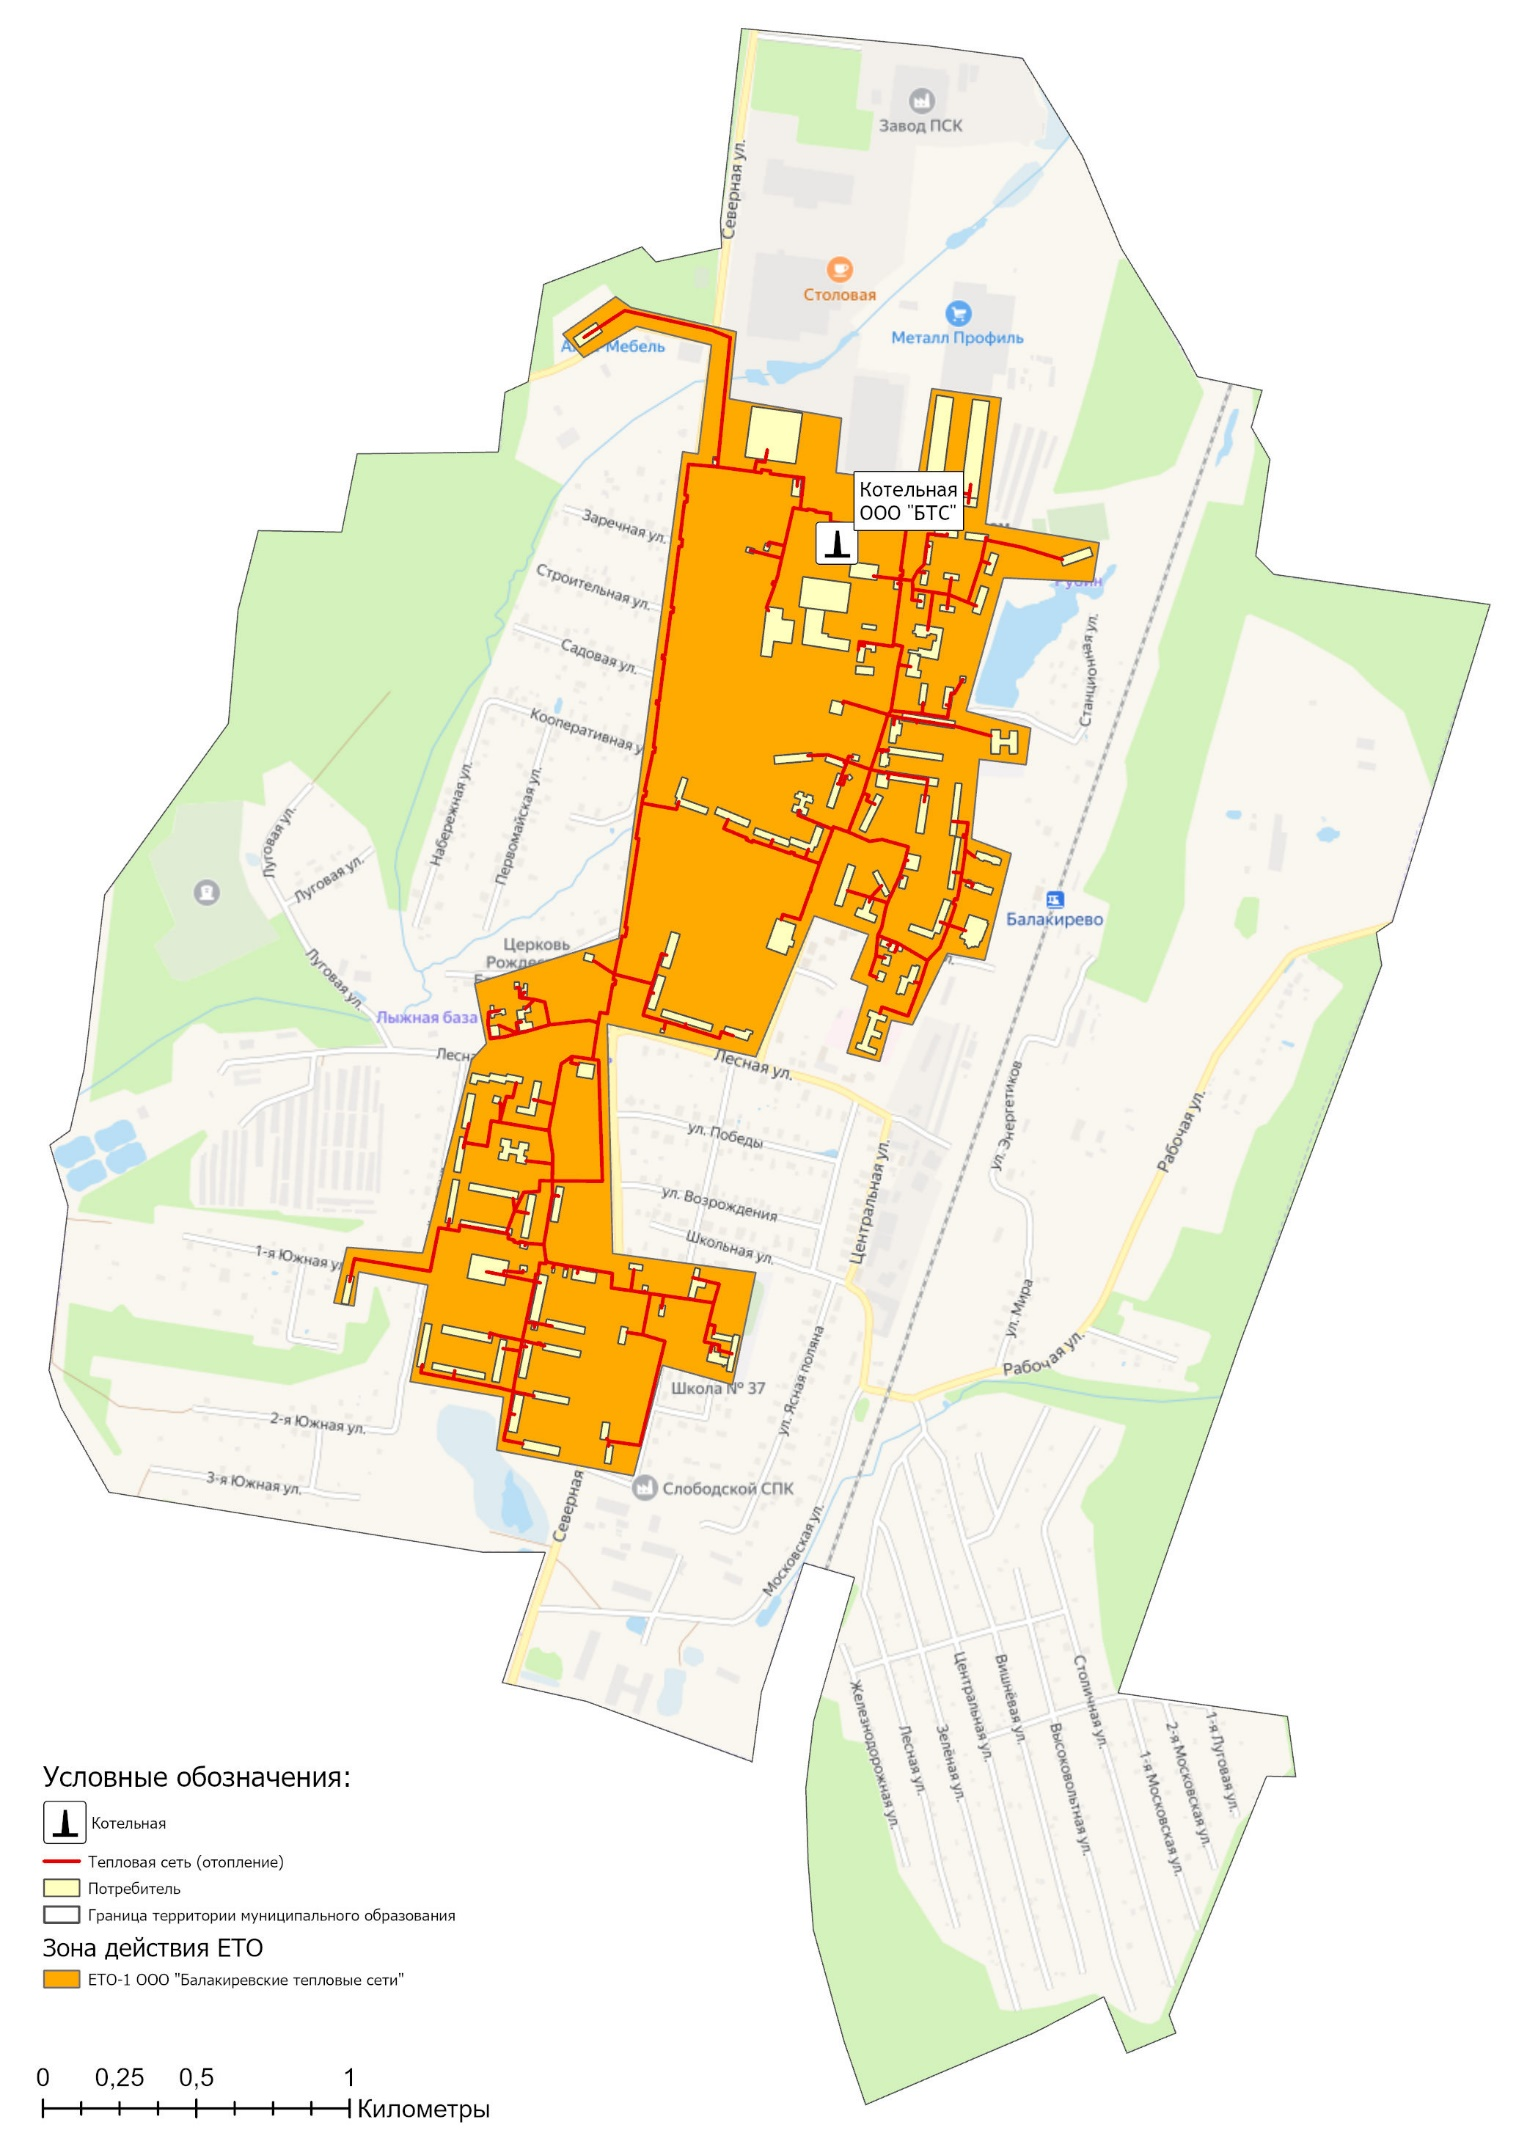 Завод ПСК
Северная ул.
Столовая
Металл Профиль
Мебель
Котельная
ООО "БТС"
Рубин
Заречная ул.
Строительная ул.
Садовая ул.
Кооперативная у
Станционная ул.
Набережная ул.
Первомайская ул.
Луговая ул.
Луговая ул.
Луговая ул.
Балакирево
Церковь
Рождес
Лыжная база
Лесна
Лесная ул.
ул. Победы
ул. Энергетиков
Рабочая ул.
ул. Возрождения
Школьная ул.
Центральная ул.
1-я Южная ул
ул. Мира
Рабочая ул.
ул. Ясная поляна
Школа № 37
2-я Южная ул.
3-я Южная ул.
Слободской СПК
Северная
Московская ул.
Железнодорожная ул.
Лесная ул.
Зелёная ул.
Центральная ул.
Вишнёвая ул.
Высоковольтная ул.
Столичная ул.
1-я Московская ул.
2-я Московская ул.
1-я Луговая ул.
Условные обозначения:
Котельная
Тепловая сеть (отопление)
Потребитель
Граница территории муниципального образования
Зона действия ЕТО
ЕТО-1 ООО "Балакиревские тепловые сети"
0 0,25 0,5 1
Километры